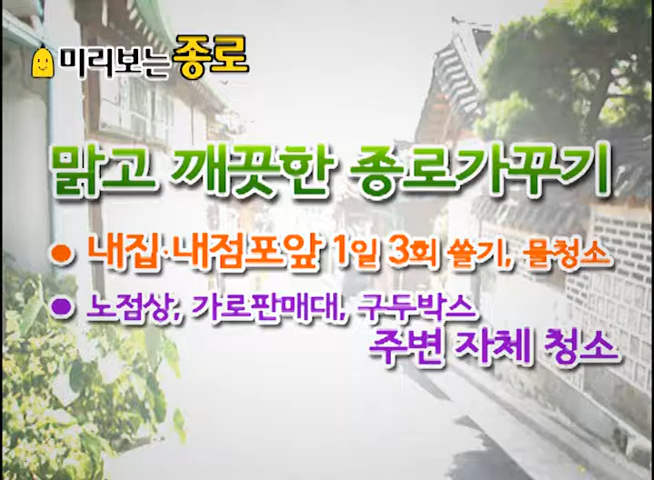 미리보는 종로
맑고 깨끗한 종로가꾸기
● 내집·내점포앞 1일 3회 쓸기, 물청소
● 노점상, 가로판매대, 구두박스
주변 자체 청소